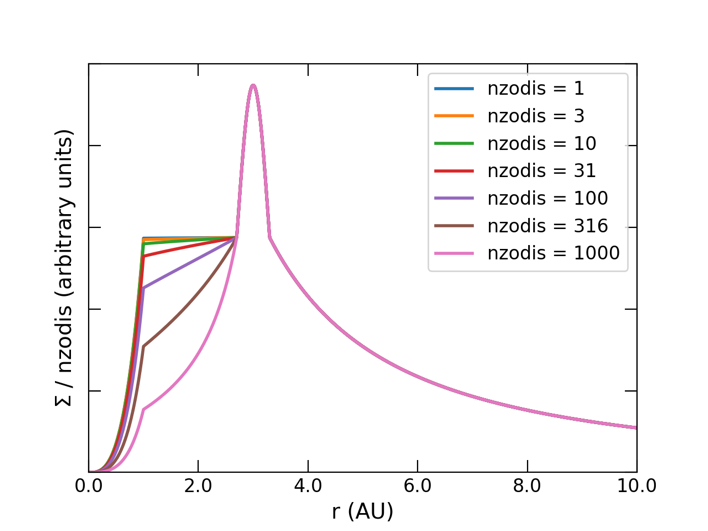 nzodis = 1
nzodis = 3
nzodis = 10
nzodis = 31
nzodis = 100
nzodis = 316
nzodis = 1000
Σ / nzodis (arbitrary units)
0.0 2.0 4.0 6.0 8.0 10.0
r (AU)